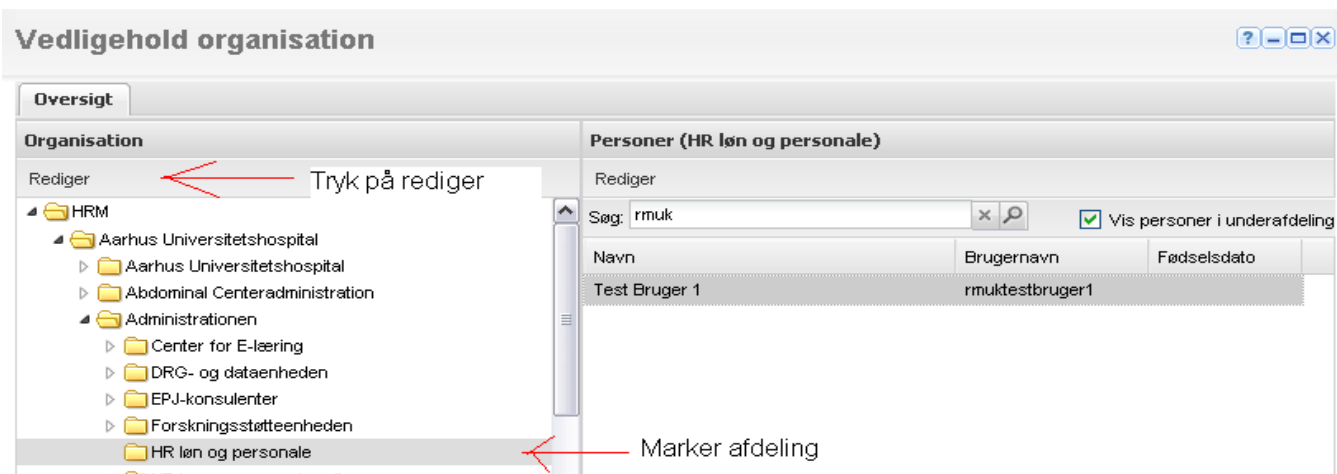 Vedligehold organisation
Oversigt
Organisation
Rediger
Tryk på rediger
HRM
Aarhus Universitetshospital
Aarhus Universitetshospital
Abdominal Centeradministration
Administrationen
Center for E-læring
DRG- og dataenheden
EPJ-konsulenter
Forskningsstøtteenheden
HR løn og personale
Marker afdeling
Personer (HR løn og personale)
Rediger
Søg: rmuk
Vis personer i underafdeling
Navn Brugernavn Fødselsdato
Test Bruger 1 rmuktestbruger1